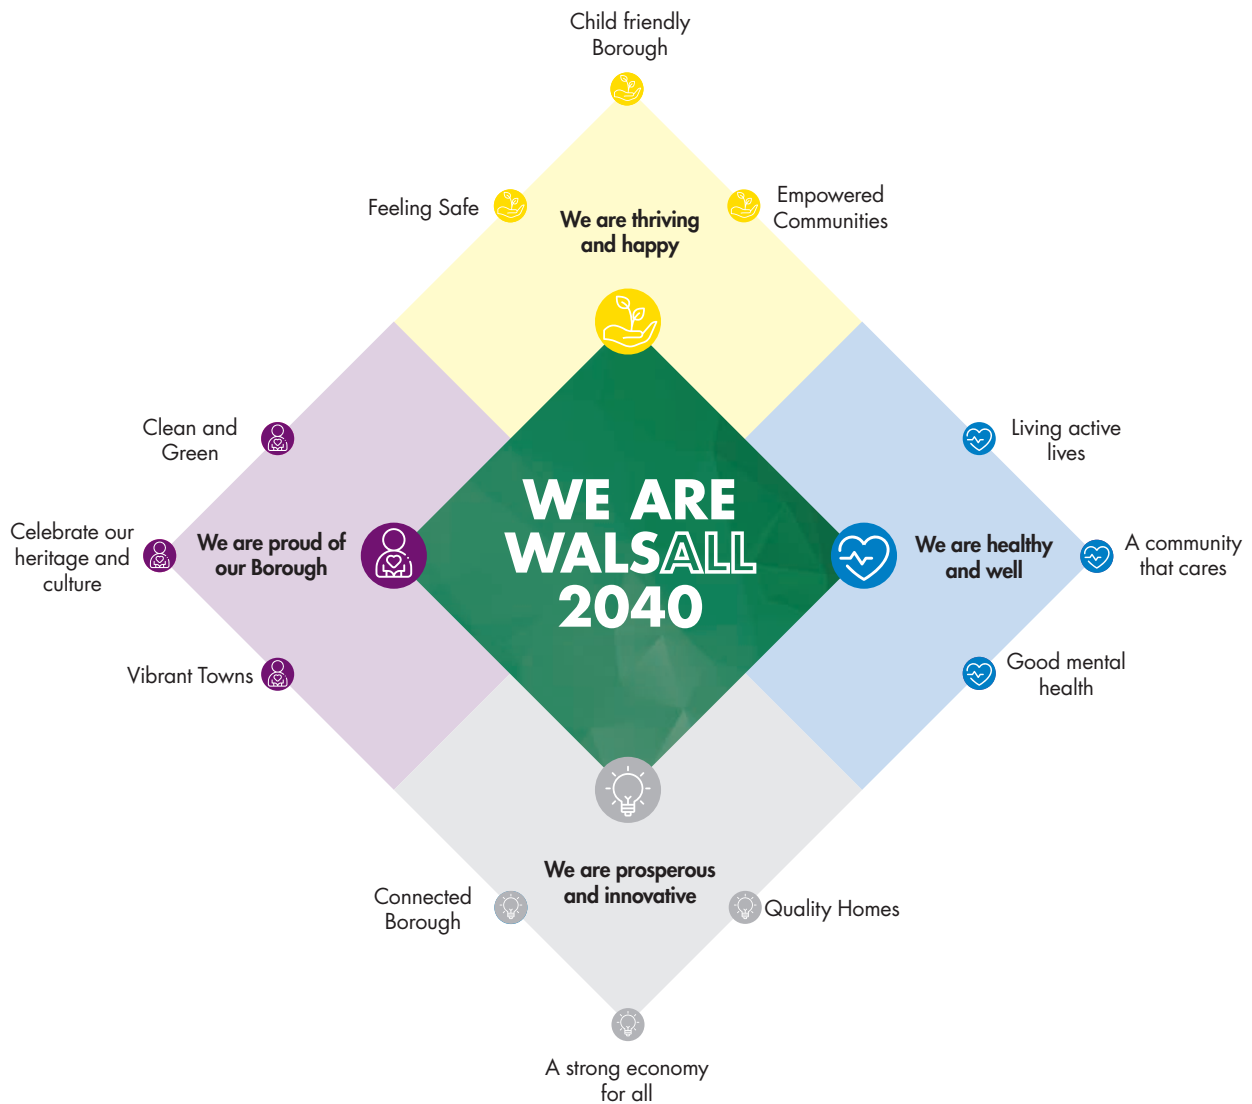 Child friendly
Borough
Feeling Safe
Empowered
Communities
We are thriving
and happy
Clean and
Green
Living active
lives
Celebrate our
heritage and
culture
We are proud of
our Borough
WE ARE
WALSALL
2040
We are healthy
and well
A community
that cares
Vibrant Towns
Good mental
health
We are prosperous
and innovative
Connected
Borough
Quality Homes
A strong economy
for all